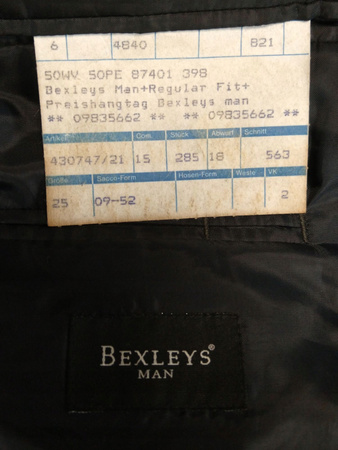 6 4840 821
50WV 50PE 87401 398
Bexleys Man+Regular Fit+
Preishangtag Bexleys man
** 09835662 ** ** 09835662 **
Artikel Com. Stück Abswort Schnitt
430747/21 15 285 18 563
Größe Sacco-Form Hosen-Form Weste VK
25 09-52 2
BEXLEYS®
MAN